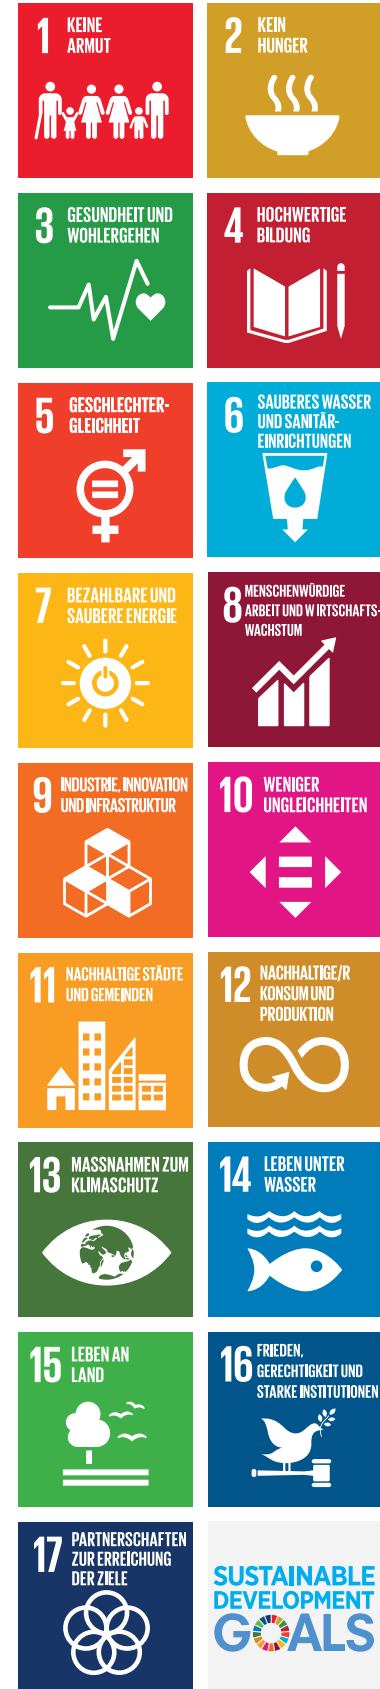 1 KEINE
ARMUT
2 KEIN
HUNGER
3 GESUNDHEIT UND
WOHLERGEHEN
4 HOCHWERTIGE
BILDUNG
5 GESCHLECHTER-
GLEICHHEIT
6 SAUBERES WASSER
UND SANITÄR-
EINRICHTUNGEN
7 BEZAHLBARE UND
SAUBERE ENERGIE
8 MENSCHENWÜRDIGE
ARBEIT UND WIRTSCHAFTS-
WACHSTUM
9 INDUSTRIE, INNOVATION
UND INFRASTRUKTUR
10 WENIGER
UNGLEICHHEITEN
11 NACHHALTIGE STÄDTE
UND GEMEINDEN
12 NACHHALTIGE/R
KONSUM UND
PRODUKTION
13 MASSNAHMEN ZUM
KLIMASCHUTZ
14 LEBEN UNTER
WASSER
15 LEBEN AN
LAND
16 FRIEDEN,
GERECHTIGKEIT UND
STARKE INSTITUTIONEN
17 PARTNERSCHAFTEN
ZUR ERREICHUNG
DER ZIELE
SUSTAINABLE
DEVELOPMENT
GOALS